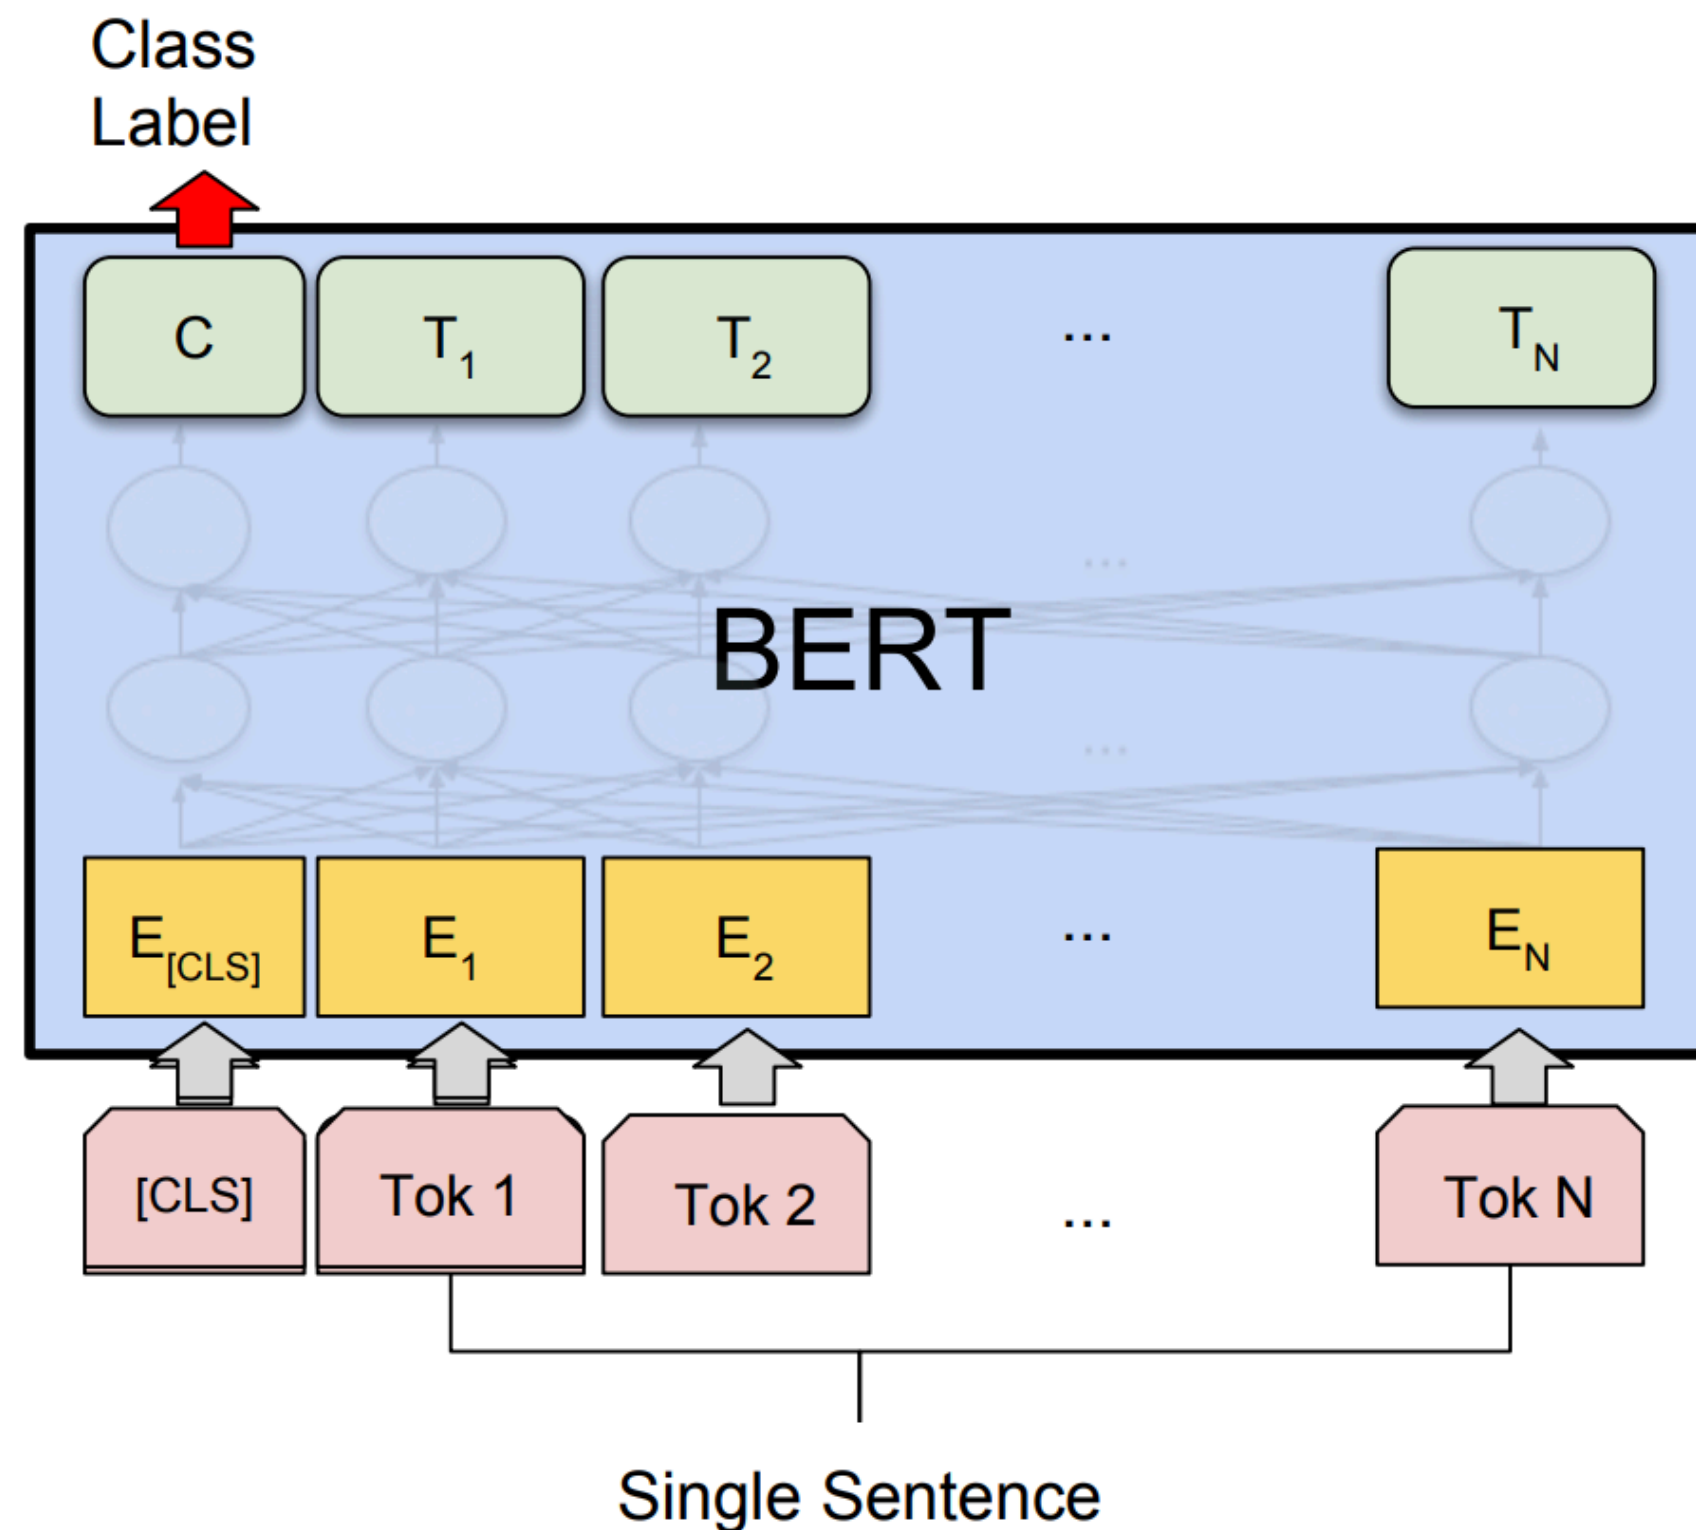 Class
Label
C T1 T2 ... TN
...
BERT
...
E[CLS] E1 E2 ... EN
[CLS] Tok 1 Tok 2 ... Tok N
Single Sentence